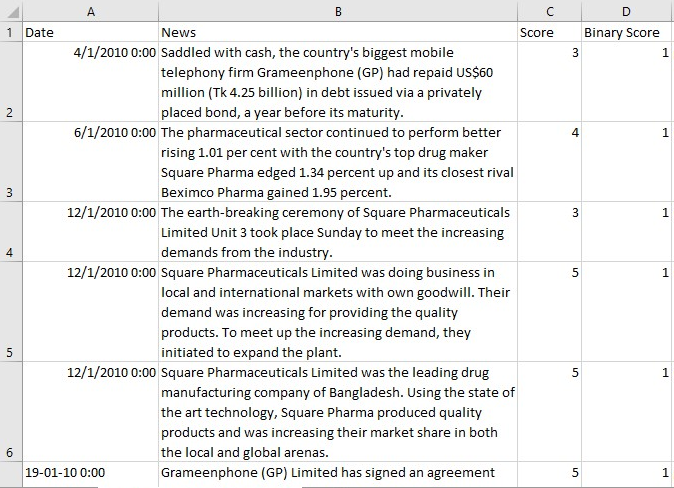 A B C D
1 Date News Score Binary Score
4/1/2010 0:00 Saddled with cash, the country's biggest mobile 3 1
telephony firm Grameenphone (GP) had repaid US$60
million (Tk 4.25 billion) in debt issued via a privately
2 placed bond, a year before its maturity.
6/1/2010 0:00 The pharmaceutical sector continued to perform better 4 1
rising 1.01 per cent with the country's top drug maker
Square Pharma edged 1.34 percent up and its closest rival
3 Beximco Pharma gained 1.95 percent.
12/1/2010 0:00 The earth-breaking ceremony of Square Pharmaceuticals 3 1
Limited Unit 3 took place Sunday to meet the increasing
4 demands from the industry.
12/1/2010 0:00 Square Pharmaceuticals Limited was doing business in 5 1
local and international markets with own goodwill. Their
demand was increasing for providing the quality
products. To meet up the increasing demand, they
5 initiated to expand the plant.
12/1/2010 0:00 Square Pharmaceuticals Limited was the leading drug 5 1
manufacturing company of Bangladesh. Using the state of
the art technology, Square Pharma produced quality
products and was increasing their market share in both
6 the local and global arenas.
19-01-10 0:00 Grameenphone (GP) Limited has signed an agreement 5 1